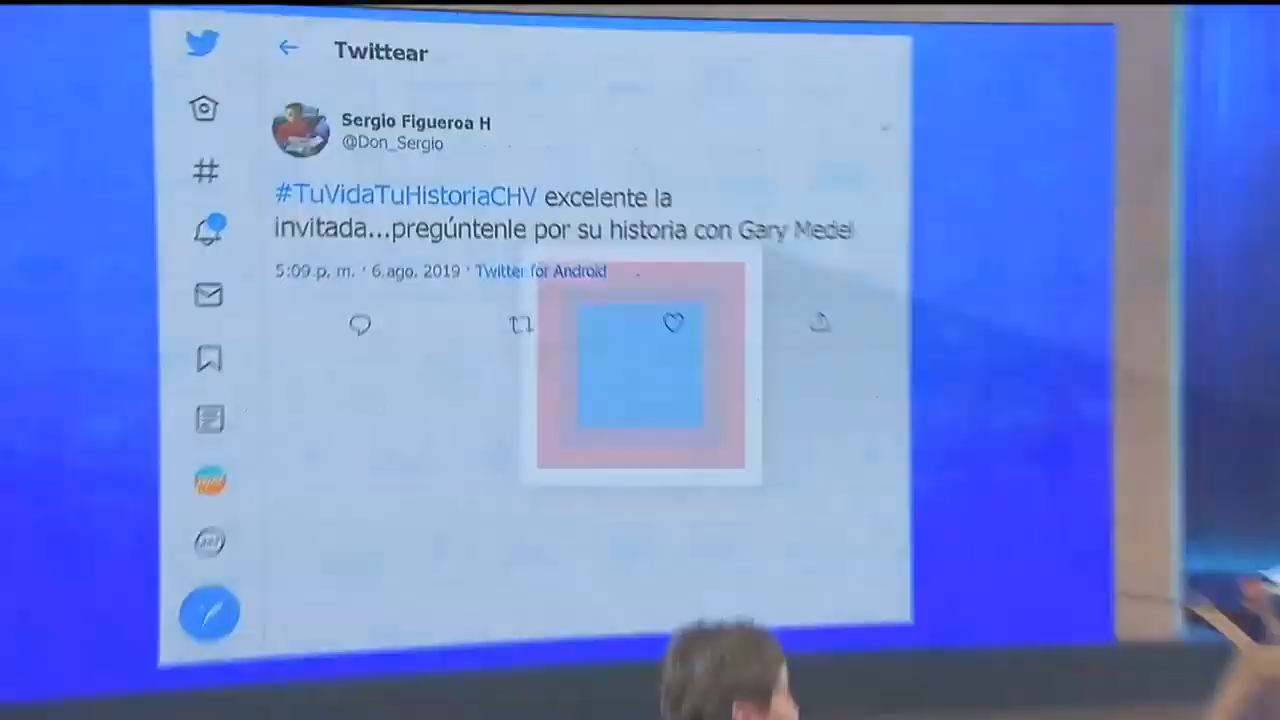 Twittear
Sergio Figueroa H
@Don_Sergio
#TuVidaTuHistoriaCHV excelente la
invitada...pregúntenle por su historia con Gary Medel
5:09 p. m. · 6 ago. 2019 · Twitter for Android